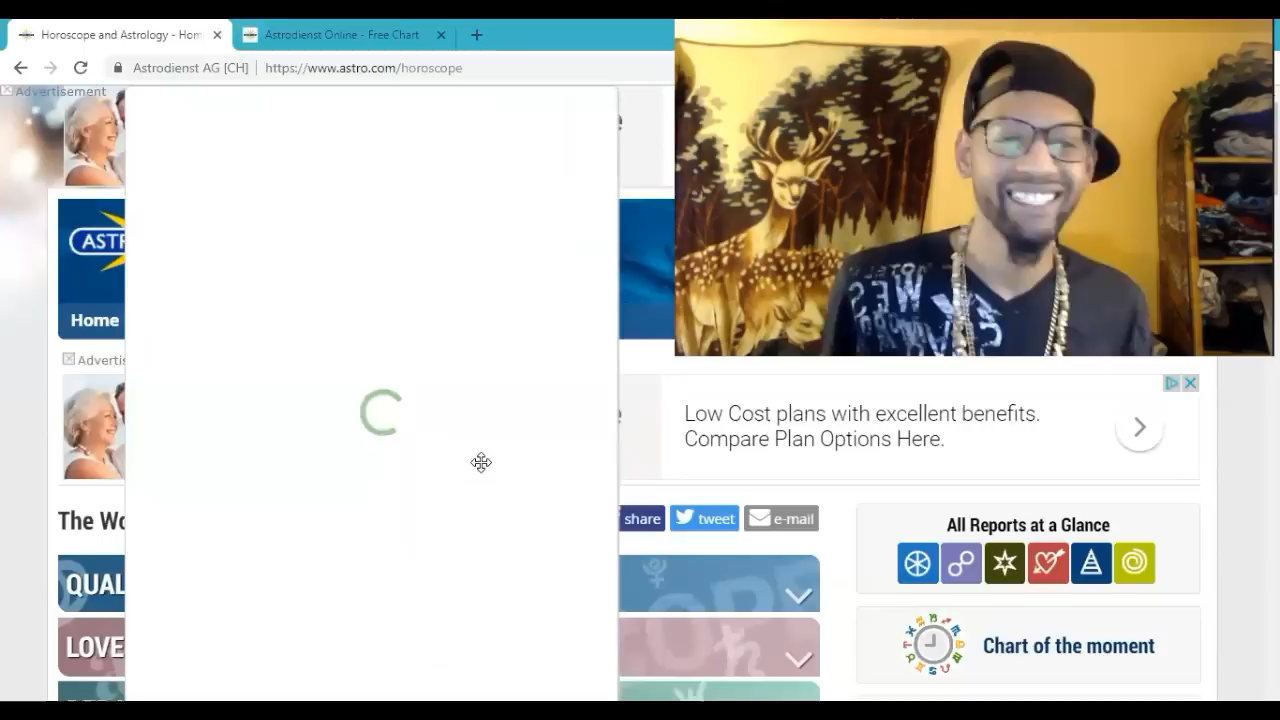 Horoscope and Astrology - Hom
Astrodienst Online - Free Chart
Astrodienst AG [CH]
https://www.astro.com/horoscope
Advertisement
ASTR
Home
Advertis
Low Cost plans with excellent benefits.
Compare Plan Options Here.
The Wo
share
tweet
e-mail
All Reports at a Glance
QUAL
LOVE
Chart of the moment